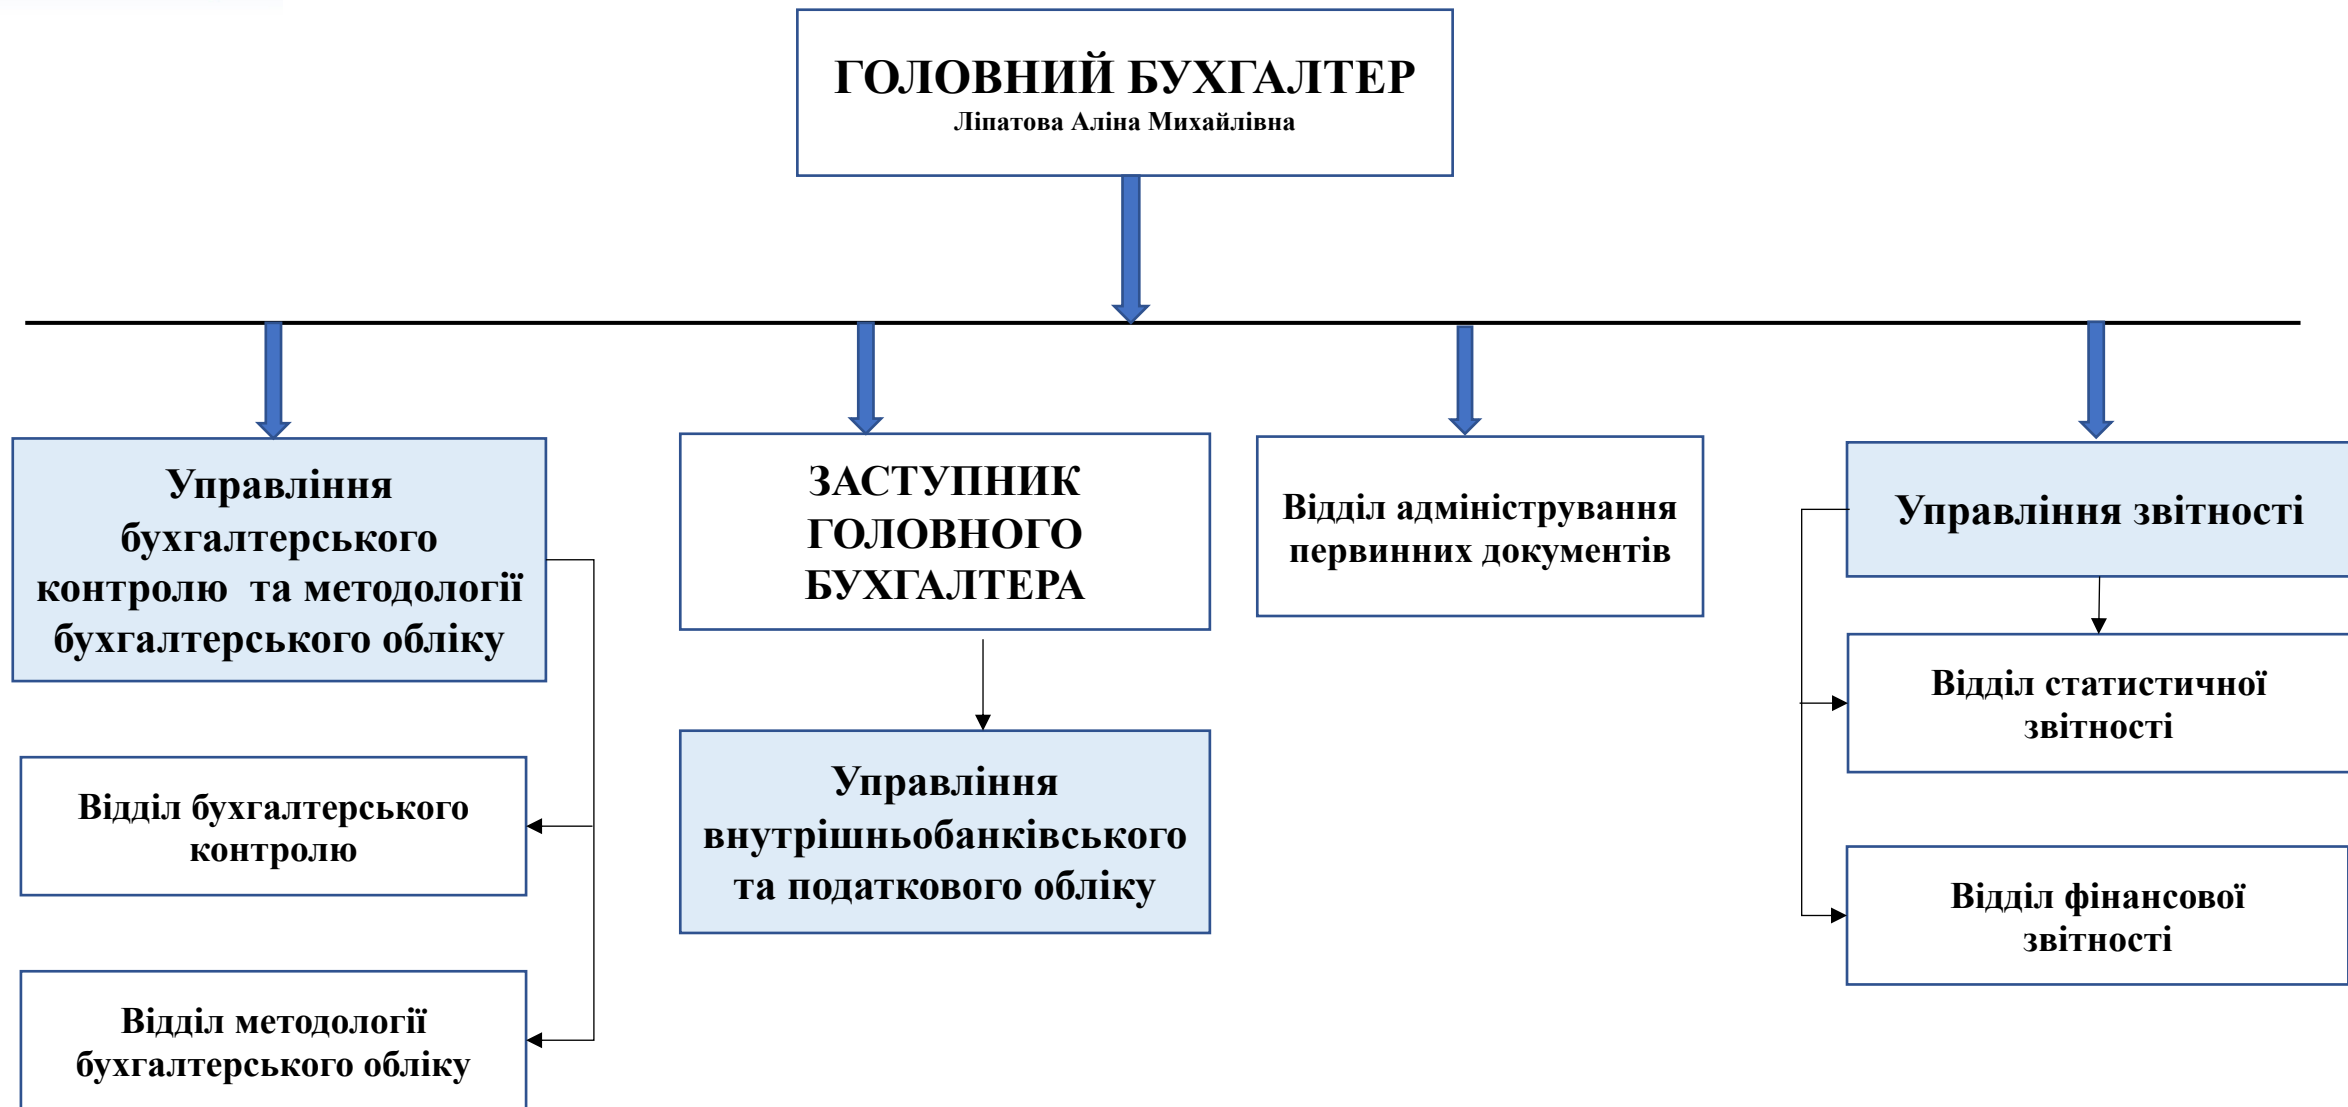 ГОЛОВНИЙ БУХГАЛТЕР
Ліпатова Аліна Михайлівна
Управління
бухгалтерського
контролю та методології
бухгалтерського обліку
ЗАСТУПНИК
ГОЛОВНОГО
БУХГАЛТЕРА
Відділ адміністрування
первинних документів
Управління звітності
Відділ статистичної
звітності
Управління
внутрішньобанківського
та податкового обліку
Відділ бухгалтерського
контролю
Відділ фінансової
звітності
Відділ методології
бухгалтерського обліку